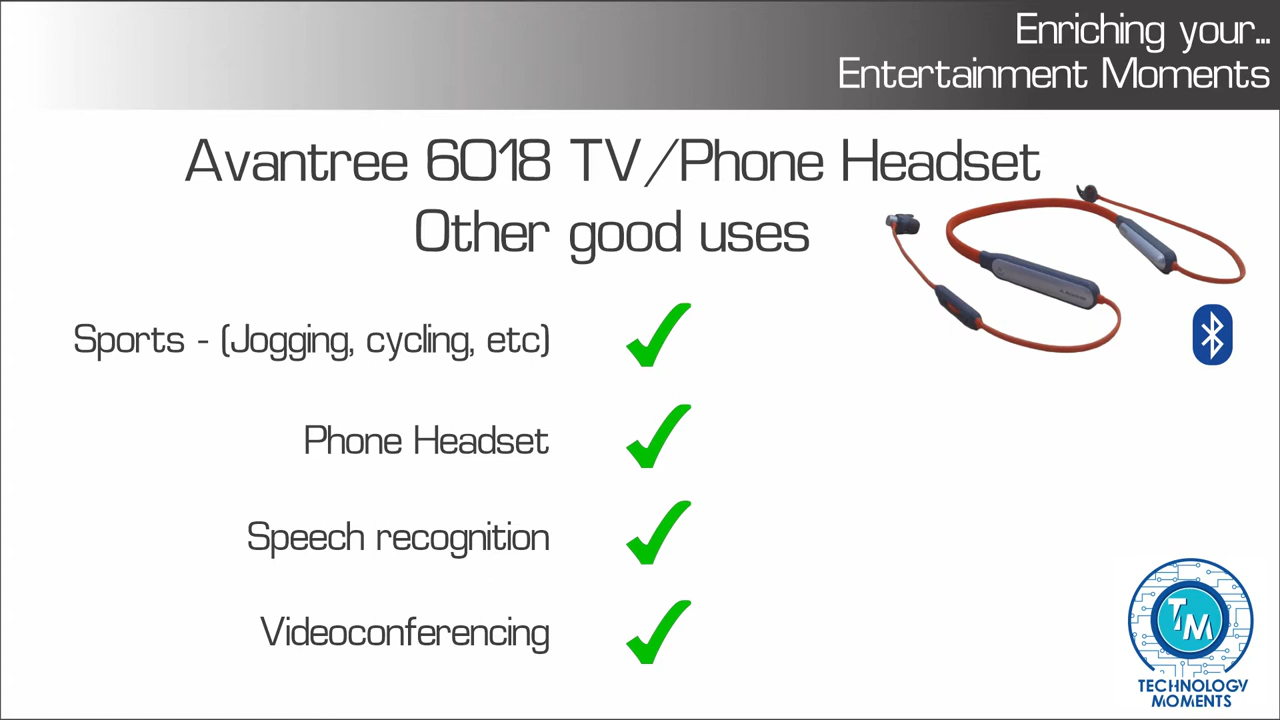 Enriching your...
Entertainment Moments
Avantree 6018 TV/Phone Headset
Other good uses
Sports - (Jogging, cycling, etc)
Phone Headset
Speech recognition
Videoconferencing
TM
TECHNOLOGY
MOMENTS